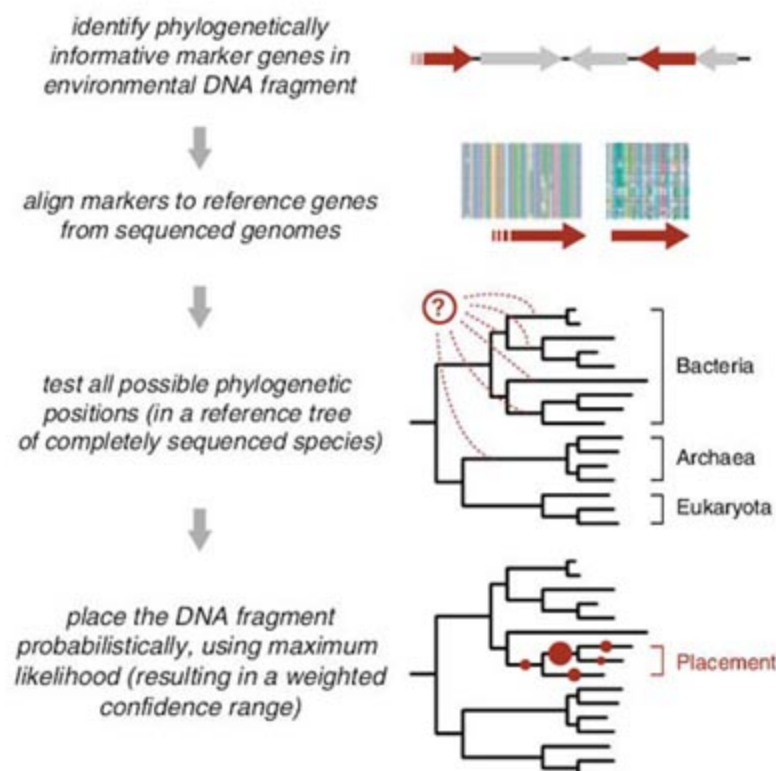 identify phylogenetically
informative marker genes in
environmental DNA fragment
align markers to reference genes
from sequenced genomes
?
test all possible phylogenetic
positions (in a reference tree
of completely sequenced species)
Bacteria
Archaea
Eukaryota
place the DNA fragment
probabilistically, using maximum
likelihood (resulting in a weighted
confidence range)
Placement